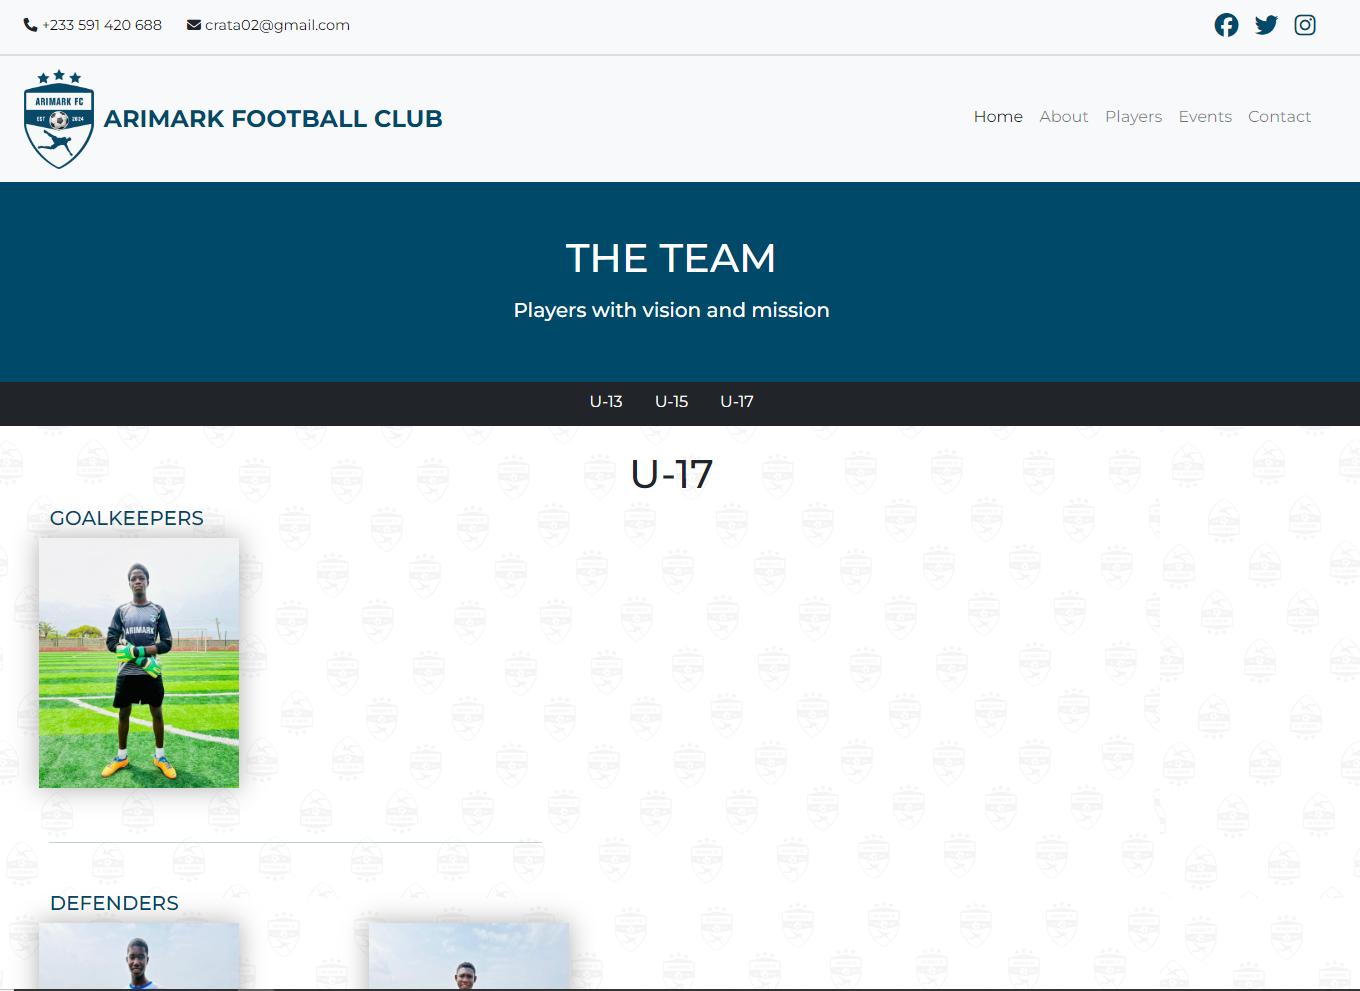 +233 591 420 688 crata02@gmail.com
ARIMARK FC
EST 2024
ARIMARK FOOTBALL CLUB
Home About Players Events Contact
THE TEAM
Players with vision and mission
U-13 U-15 U-17
U-17
GOALKEEPERS
ARIMARK
DEFENDERS